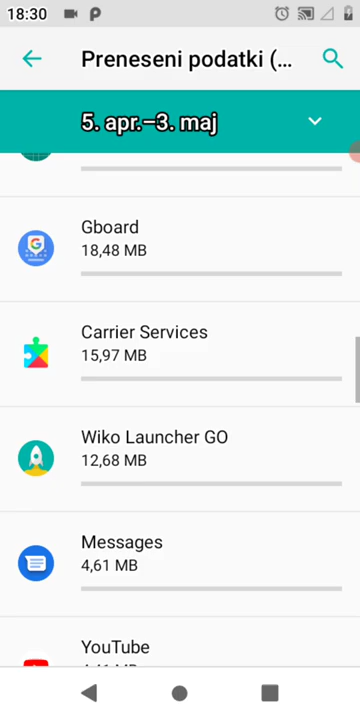 18:30
Preneseni podatki (...
5. apr.–3. maj
Gboard
18,48 MB
Carrier Services
15,97 MB
Wiko Launcher GO
12,68 MB
Messages
4,61 MB
YouTube